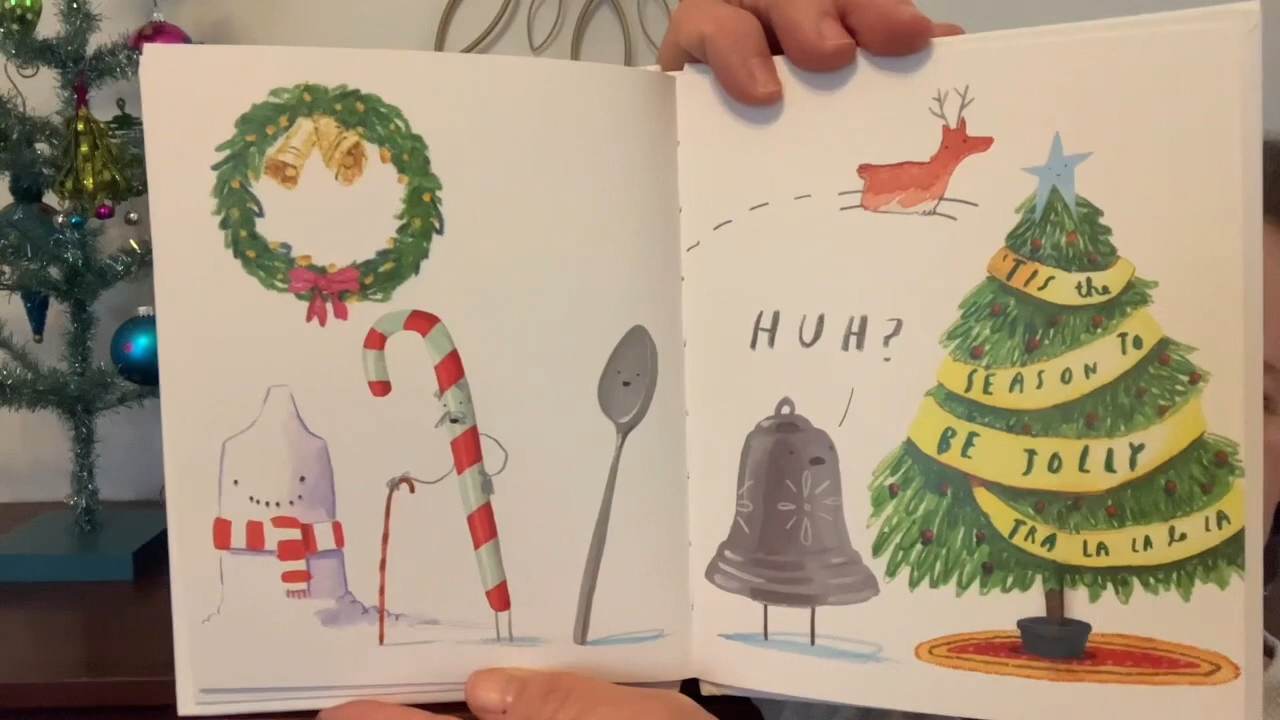 HUH?
'TIS the
SEASON TO
BE JOLLY
TRA LA LA la LA